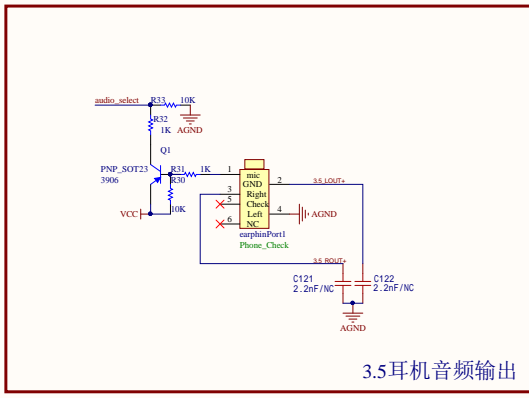 audio_select
R33
10K
R32
1K
AGND
Q1
PNP_SOT23
3906
R31
1K
R30
10K
VCC
1
3
5
6
mic
GND
Right
Check
Left
NC
2
4
earphinPort1
Phone_Check
3.5_LOUT+
AGND
3.5_ROUT+
C121
2.2nF/NC
C122
2.2nF/NC
AGND
3.5耳机音频输出